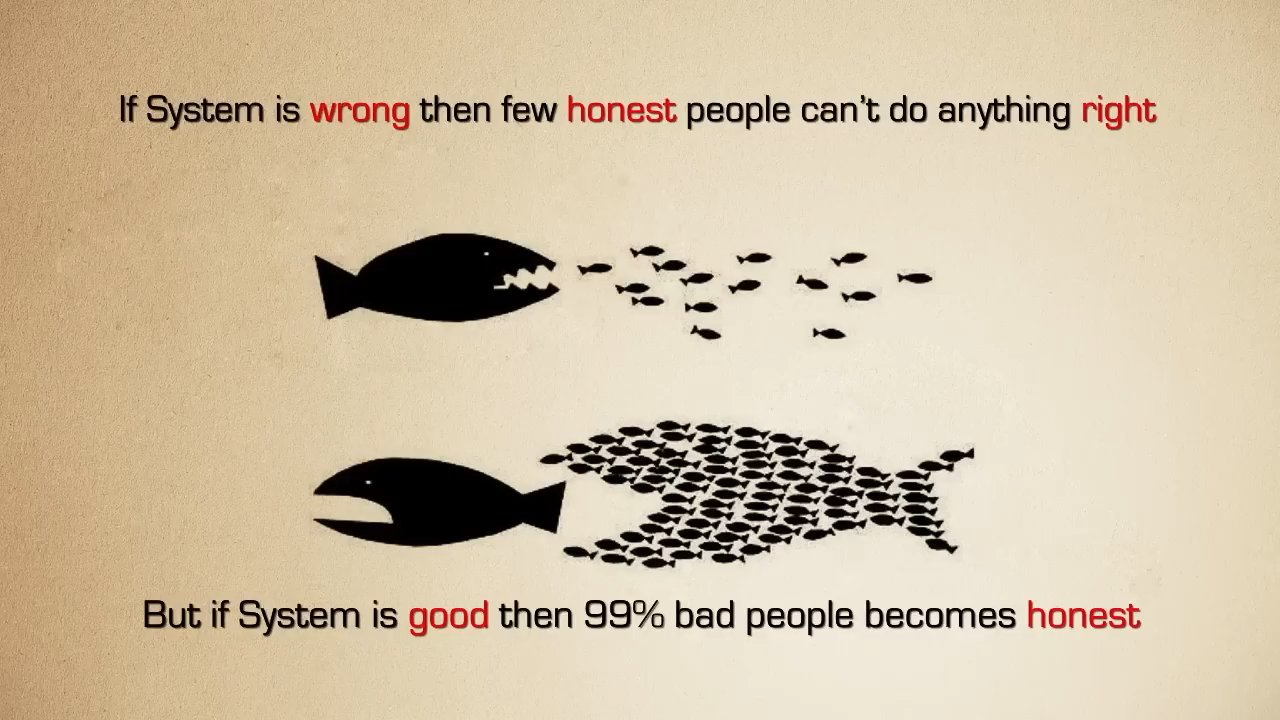 If System is wrong then few honest people can't do anything right
But if System is good then 99% bad people becomes honest